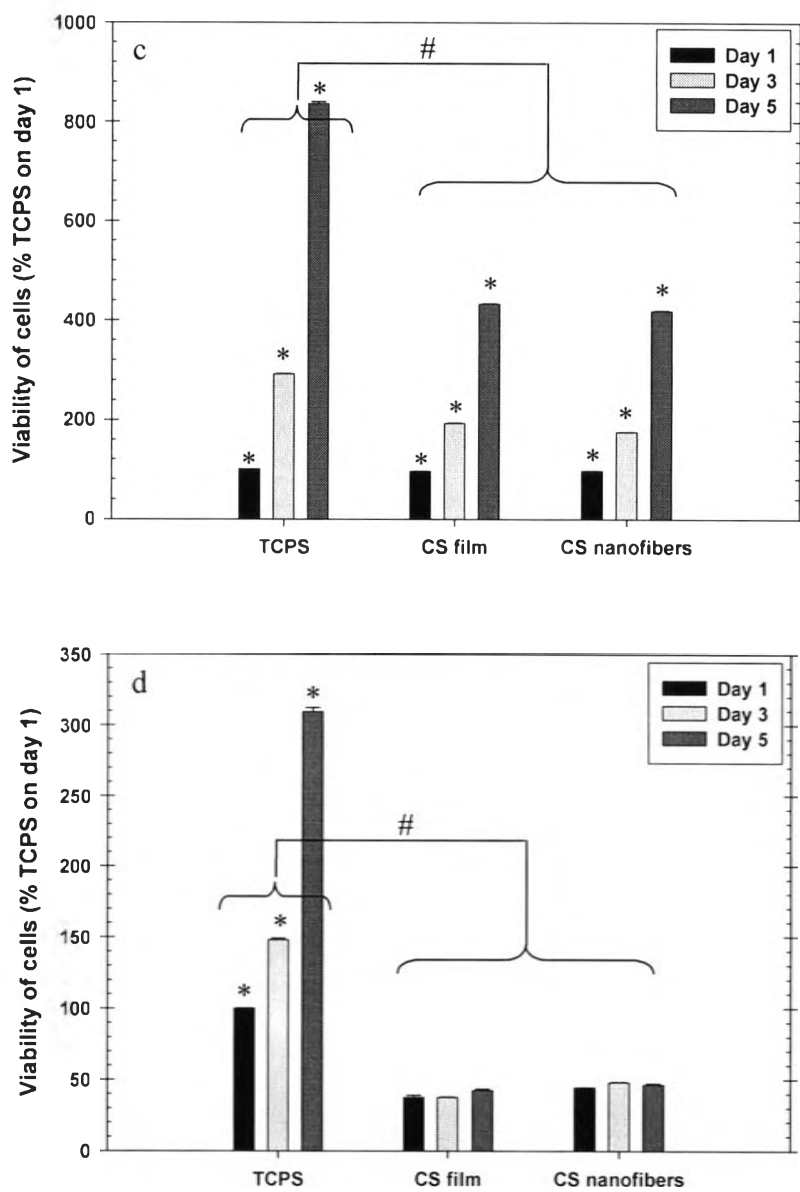 c
#
Day 1
Day 3
Day 5
Viability of cells (% TCPS on day 1)
1000
800
600
400
200
0
*
*
*
*
*
*
*
*
*
TCPS
CS film
CS nanofibers
d
#
Day 1
Day 3
Day 5
Viability of cells (% TCPS on day 1)
350
300
250
200
150
100
50
0
*
*
*
TCPS
CS film
CS nanofibers